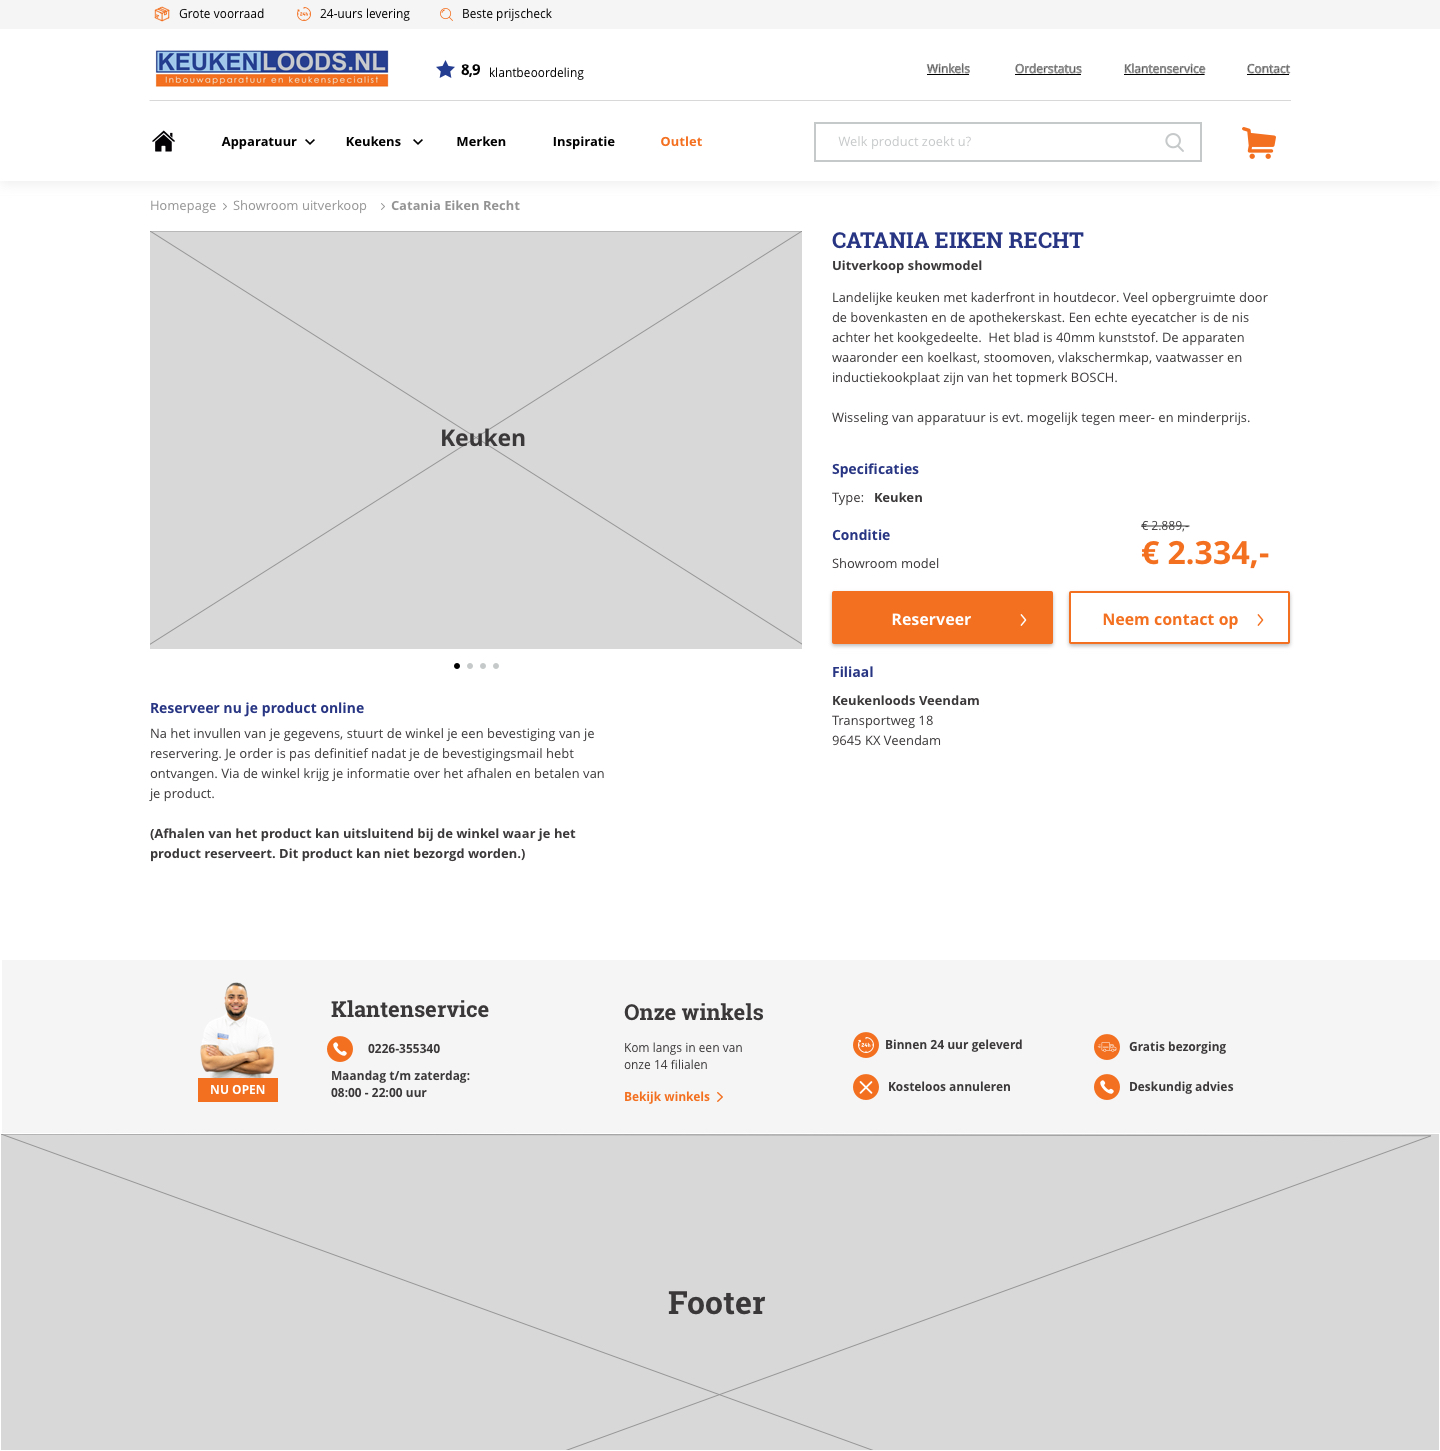 Grote voorraad
24-uurs levering
Beste prijscheck
KEUKENLOODS.NL
Inbouwapparatuur en keukenspecialist
8,9 klantbeoordeling
Winkels
Orderstatus
Klantenservice
Contact
Apparatuur
Keukens
Merken
Inspiratie
Outlet
Welk product zoekt u?
Homepage > Showroom uitverkoop > Catania Eiken Recht
Keuken
CATANIA EIKEN RECHT
Uitverkoop showmodel
Landelijke keuken met kaderfront in houtdecor. Veel opbergruimte door
de bovenkasten en de apothekerskast. Een echte eyecatcher is de nis
achter het kookgedeelte.  Het blad is 40mm kunststof. De apparaten
waaronder een koelkast, stoomoven, vlakschermkap, vaatwasser en
inductiekookplaat zijn van het topmerk BOSCH.
Wisseling van apparatuur is evt. mogelijk tegen meer- en minderprijs.
Specificaties
Type: Keuken
Conditie
Showroom model
€ 2.889,-
€ 2.334,-
Reserveer
Neem contact op
Filiaal
Keukenloods Veendam
Transportweg 18
9645 KX Veendam
Reserveer nu je product online
Na het invullen van je gegevens, stuurt de winkel je een bevestiging van je
reservering. Je order is pas definitief nadat je de bevestigingsmail hebt
ontvangen. Via de winkel krijg je informatie over het afhalen en betalen van
je product.
(Afhalen van het product kan uitsluitend bij de winkel waar je het
product reserveert. Dit product kan niet bezorgd worden.)
NU OPEN
Klantenservice
0226-355340
Maandag t/m zaterdag:
08:00 - 22:00 uur
Onze winkels
Kom langs in een van
onze 14 filialen
Bekijk winkels
Binnen 24 uur geleverd
Kosteloos annuleren
Gratis bezorging
Deskundig advies
Footer